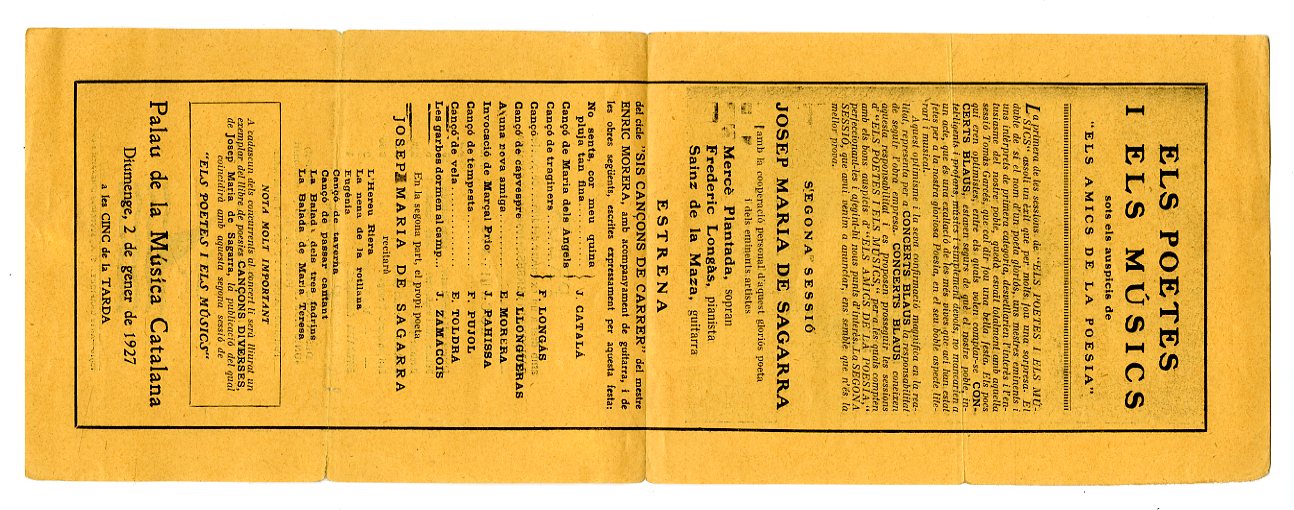 ELS POETES
I ELS MÚSICS
sots els auspicis de
"ELS AMICS DE LA POESIA"
La primera de les sessions de "ELS POETES I ELS MÚ-
SICS" assolí un èxit que per molts fou una sorpresa. El
dubte de si el nom d'un poeta gloriós, uns mestres eminents i
uns intèrprets de primera categoria, desvetllarien l'interès i l'en-
tusiasme del nostre poble, quedà esvaït totalment amb aquella
sessió Tomàs Garcés, que cal dir fou una bella festa. Els pocs
qui eren optimistes, entre els quals volen comptar-se CON-
CERTS BLAUS, estaven segurs de què el nostre poble, in-
tel·ligents i profans, músics i simplement devots, no mancarien a
un acte, que és una exaltació de les més vives que ací han estat
fetes per a la nostra gloriosa Poesia, en el seu boble aspecte lite-
rari i musical.
Aquest optimisme i la seva confirmació magnífica en la rea-
litat, representa per a CONCERTS BLAUS la responsabilitat
de seguir l'obra empresa. CONCERTS BLAUS coneixen
aquesta responsabilitat i es proposen prosseguir les sessions
d'"ELS POETES I ELS MÚSICS," per a les quals compten
amb els bons auspicis d'"ELS AMICS DE LA POESIA,"
perfeccionant-les i afegint-hi nous punts d'interès. La SEGONA
SESSIÓ, que avui venim a anunciar, ens semble que n'és la
mellor prova.
SEGONA SESSIÓ
JOSEP MARIA DE SAGARRA
amb la cooperació personal d'aquest gloriós poeta
i dels eminents artistes
Mercè Plantada, sopran
Frederic Longàs, pianista
Sainz de la Maza, guitarra
ESTRENA
del cicle "SIS CANÇONS DE CARRER" del mestre
ENRIC MORERA, amb acompanyament de guitarra, i de
les obres següents, escrites expressament per aquesta festa:
No sents, cor meu quina
pluja tan fina........... J. CATALÁ
Cançó de Maria dels Àngels
Cançó de traginers .........
F. LONGÁS
Cançó......................
Cançó de capvespre ........ J. LLONGUERAS
A una nova amiga........... E. MORERA
Invocació de Marçal Prio .. J. PAHISSA
Cançó de tempesta.......... F. PUJOL
Cançó de vela.............. E. TOLDRÁ
Les garbes dormen al camp... J. ZAMACOIS
En la segona part, el propi poeta
JOSEP MARIA DE SAGARRA
recitarà
L'Hereu Riera
La nena de la rotllana
Eugènia
Cançó de taverna
Cançó de passar cantant
La Balada dels tres fadrins
La Balada de Maria Teresa
NOTA MOLT IMPORTANT
A cadascun dels concurrents al concert li serà lliurat un
exemplar del llibre de poesies CANÇONS DIVERSES,
de Josep Maria de Sagarra, la publicació del qual
coincidirà amb aquesta segona sessió de
"ELS POETES I ELS MÚSICS"
Palau de la Música Catalana
Diumenge, 2 de gener de 1927
a les CINC de la TARDA